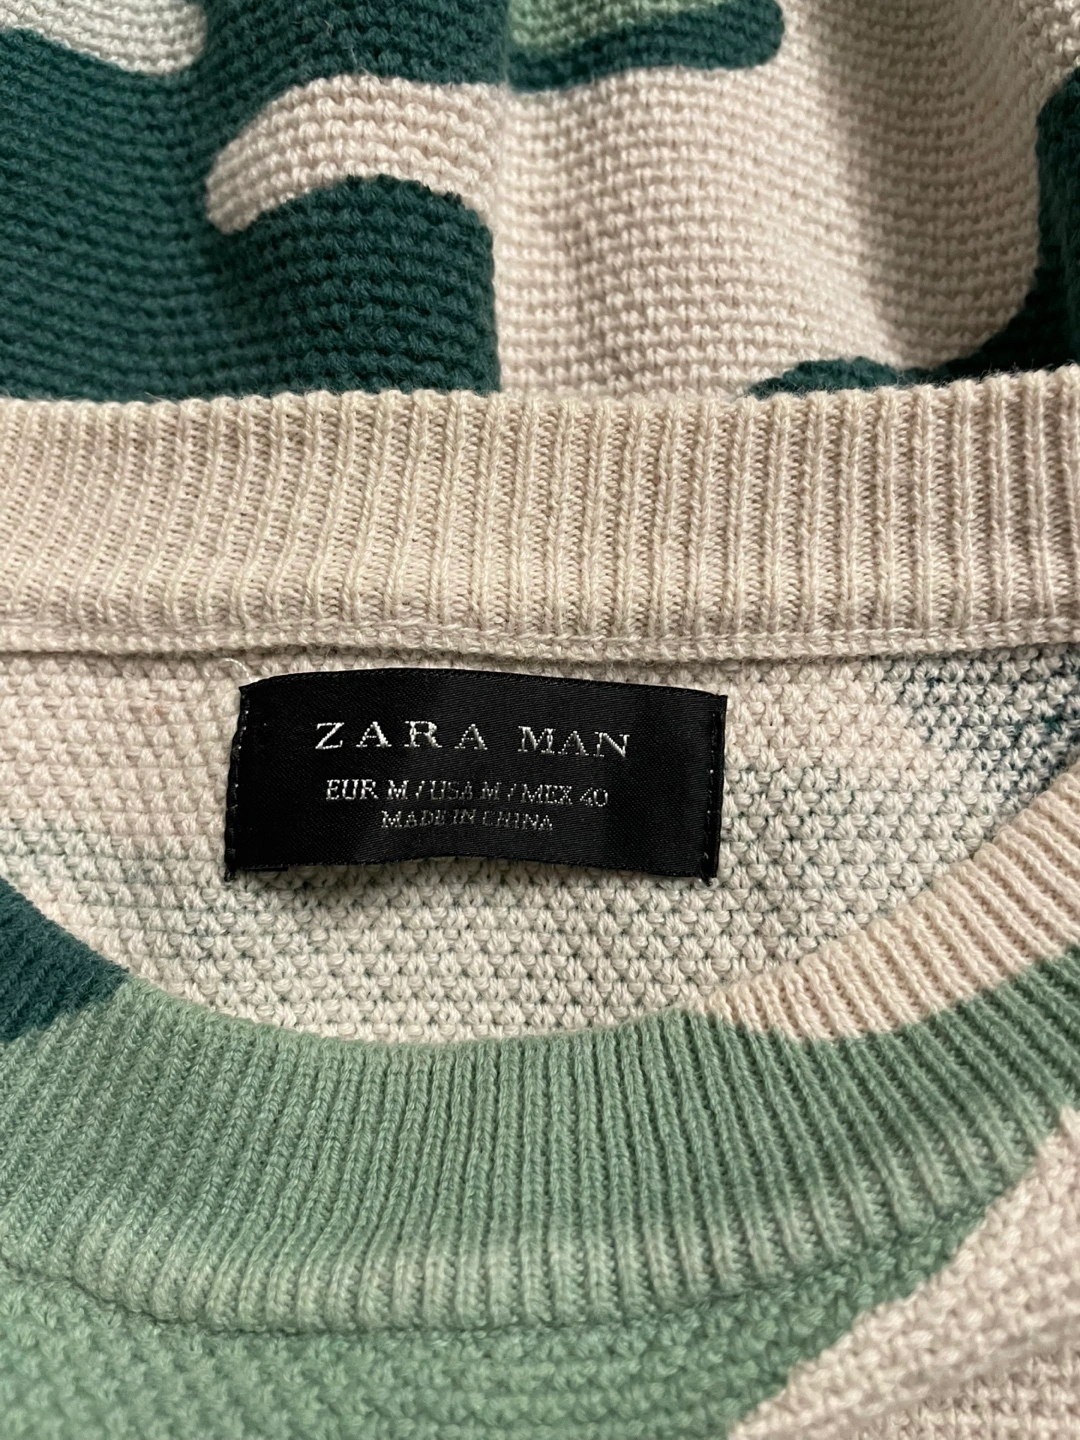 ZARA MAN
EUR M / USA M / MEX 40
MADE IN CHINA